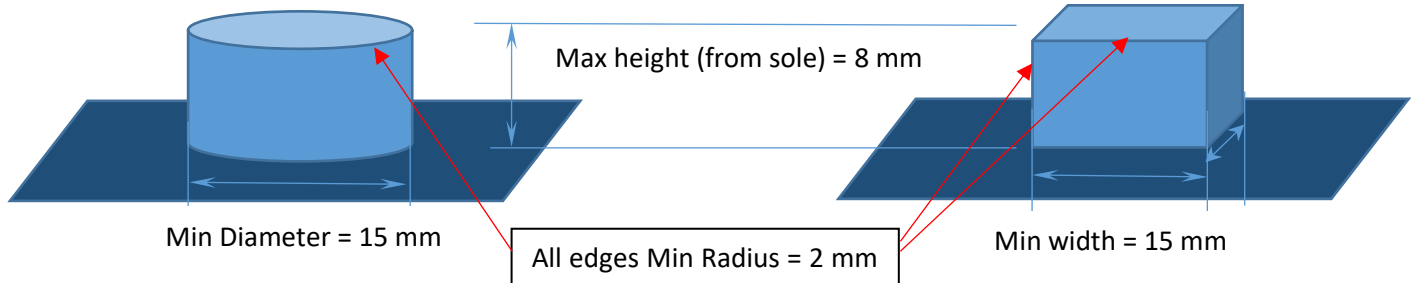 Max height (from sole) = 8 mm
Min Diameter = 15 mm
All edges Min Radius = 2 mm
Min width = 15 mm